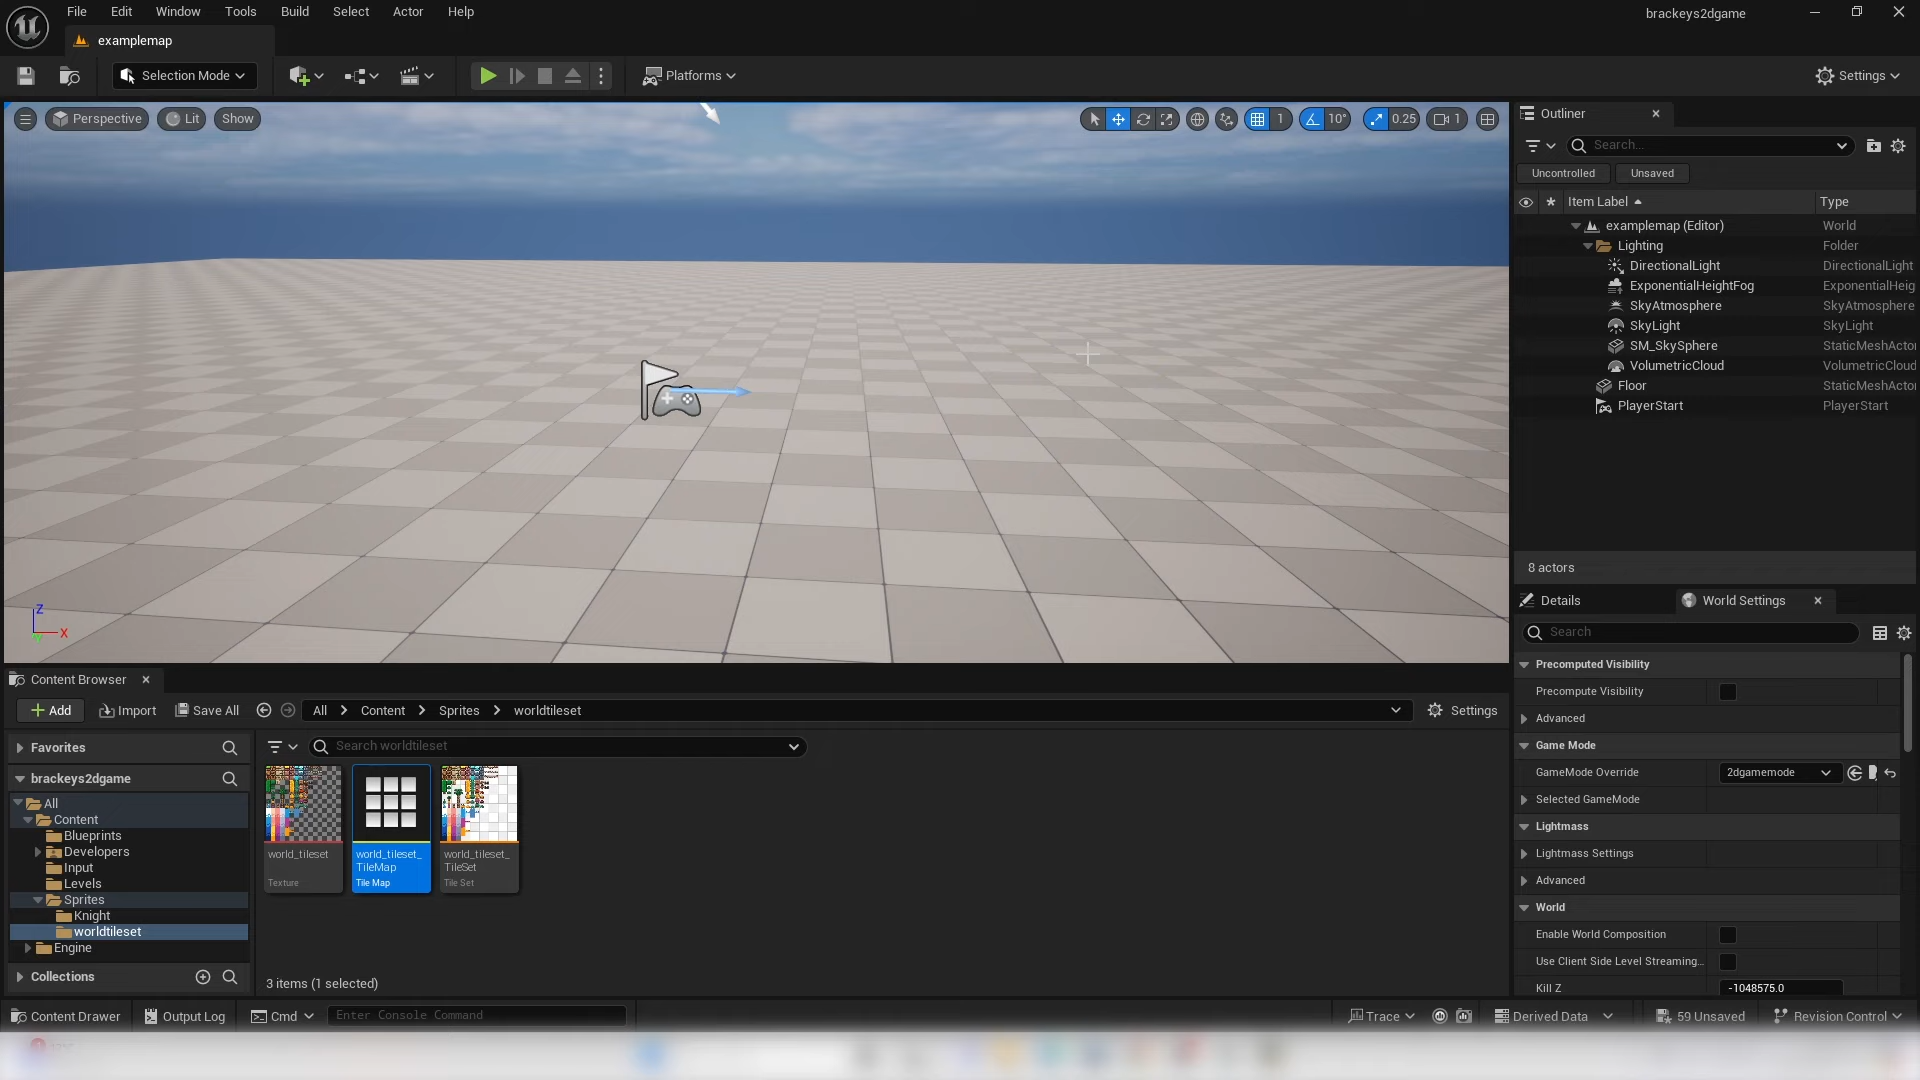 File Edit Window Tools Build Select Actor Help
brackeys2dgame
examplemap
Selection Mode
Platforms
Settings
Perspective Lit Show
1 10° 0.25 1
Outliner
Search...
Uncontrolled Unsaved
Item Label Type
examplemap (Editor) World
Lighting Folder
DirectionalLight DirectionalLight
ExponentialHeightFog ExponentialHeig
SkyAtmosphere SkyAtmosphere
SkyLight SkyLight
SM_SkySphere StaticMeshActo
VolumetricCloud VolumetricCloud
Floor StaticMeshActo
PlayerStart PlayerStart
8 actors
Z
X
Details World Settings
Search
Precomputed Visibility
Precompute Visibility
Advanced
Game Mode
GameMode Override 2dgamemode
Selected GameMode
Lightmass
Lightmass Settings
Advanced
World
Enable World Composition
Use Client Side Level Streaming...
Kill Z -1048575.0
Content Browser
Add Import Save All All Content Sprites worldtileset Settings
Favorites
Search worldtileset
brackeys2dgame
All
Content
Blueprints
Developers
Input
Levels
Sprites
Knight
worldtileset
Engine
Collections
world_tileset
Texture
world_tileset_
TileMap
Tile Map
world_tileset_
TileSet
Tile Set
3 items (1 selected)
Content Drawer Output Log Cmd Enter Console Command Trace Derived Data 59 Unsaved Revision Control